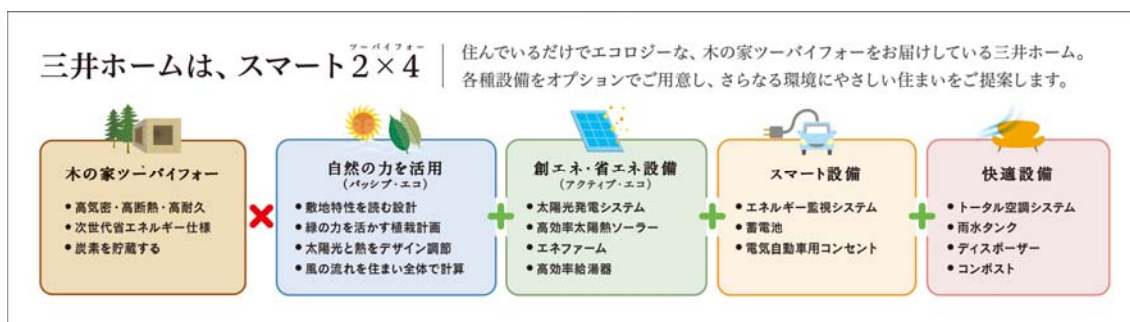 三井ホームは、スマート2×4
ツーバイフォー
住んでいるだけでエコロジーな、木の家ツーバイフォーをお届けしている三井ホーム。
各種設備をオプションでご用意し、さらなる環境にやさしい住まいをご提案します。
木の家ツーバイフォー
・高気密・高断熱・高耐久
・次世代省エネルギー仕様
・炭素を貯蔵する
×
自然の力を活用
(パッシブ・エコ)
・敷地特性を読む設計
・緑の力を活かす植栽計画
・太陽光と熱をデザイン調節
・風の流れを住まい全体で計算
+
創エネ・省エネ設備
(アクティブ・エコ)
・太陽光発電システム
・高効率太陽熱ソーラー
・エネファーム
・高効率給湯器
+
スマート設備
・エネルギー監視システム
・蓄電池
・電気自動車用コンセント
+
快適設備
・トータル空調システム
・雨水タンク
・ディスポーザー
・コンポスト